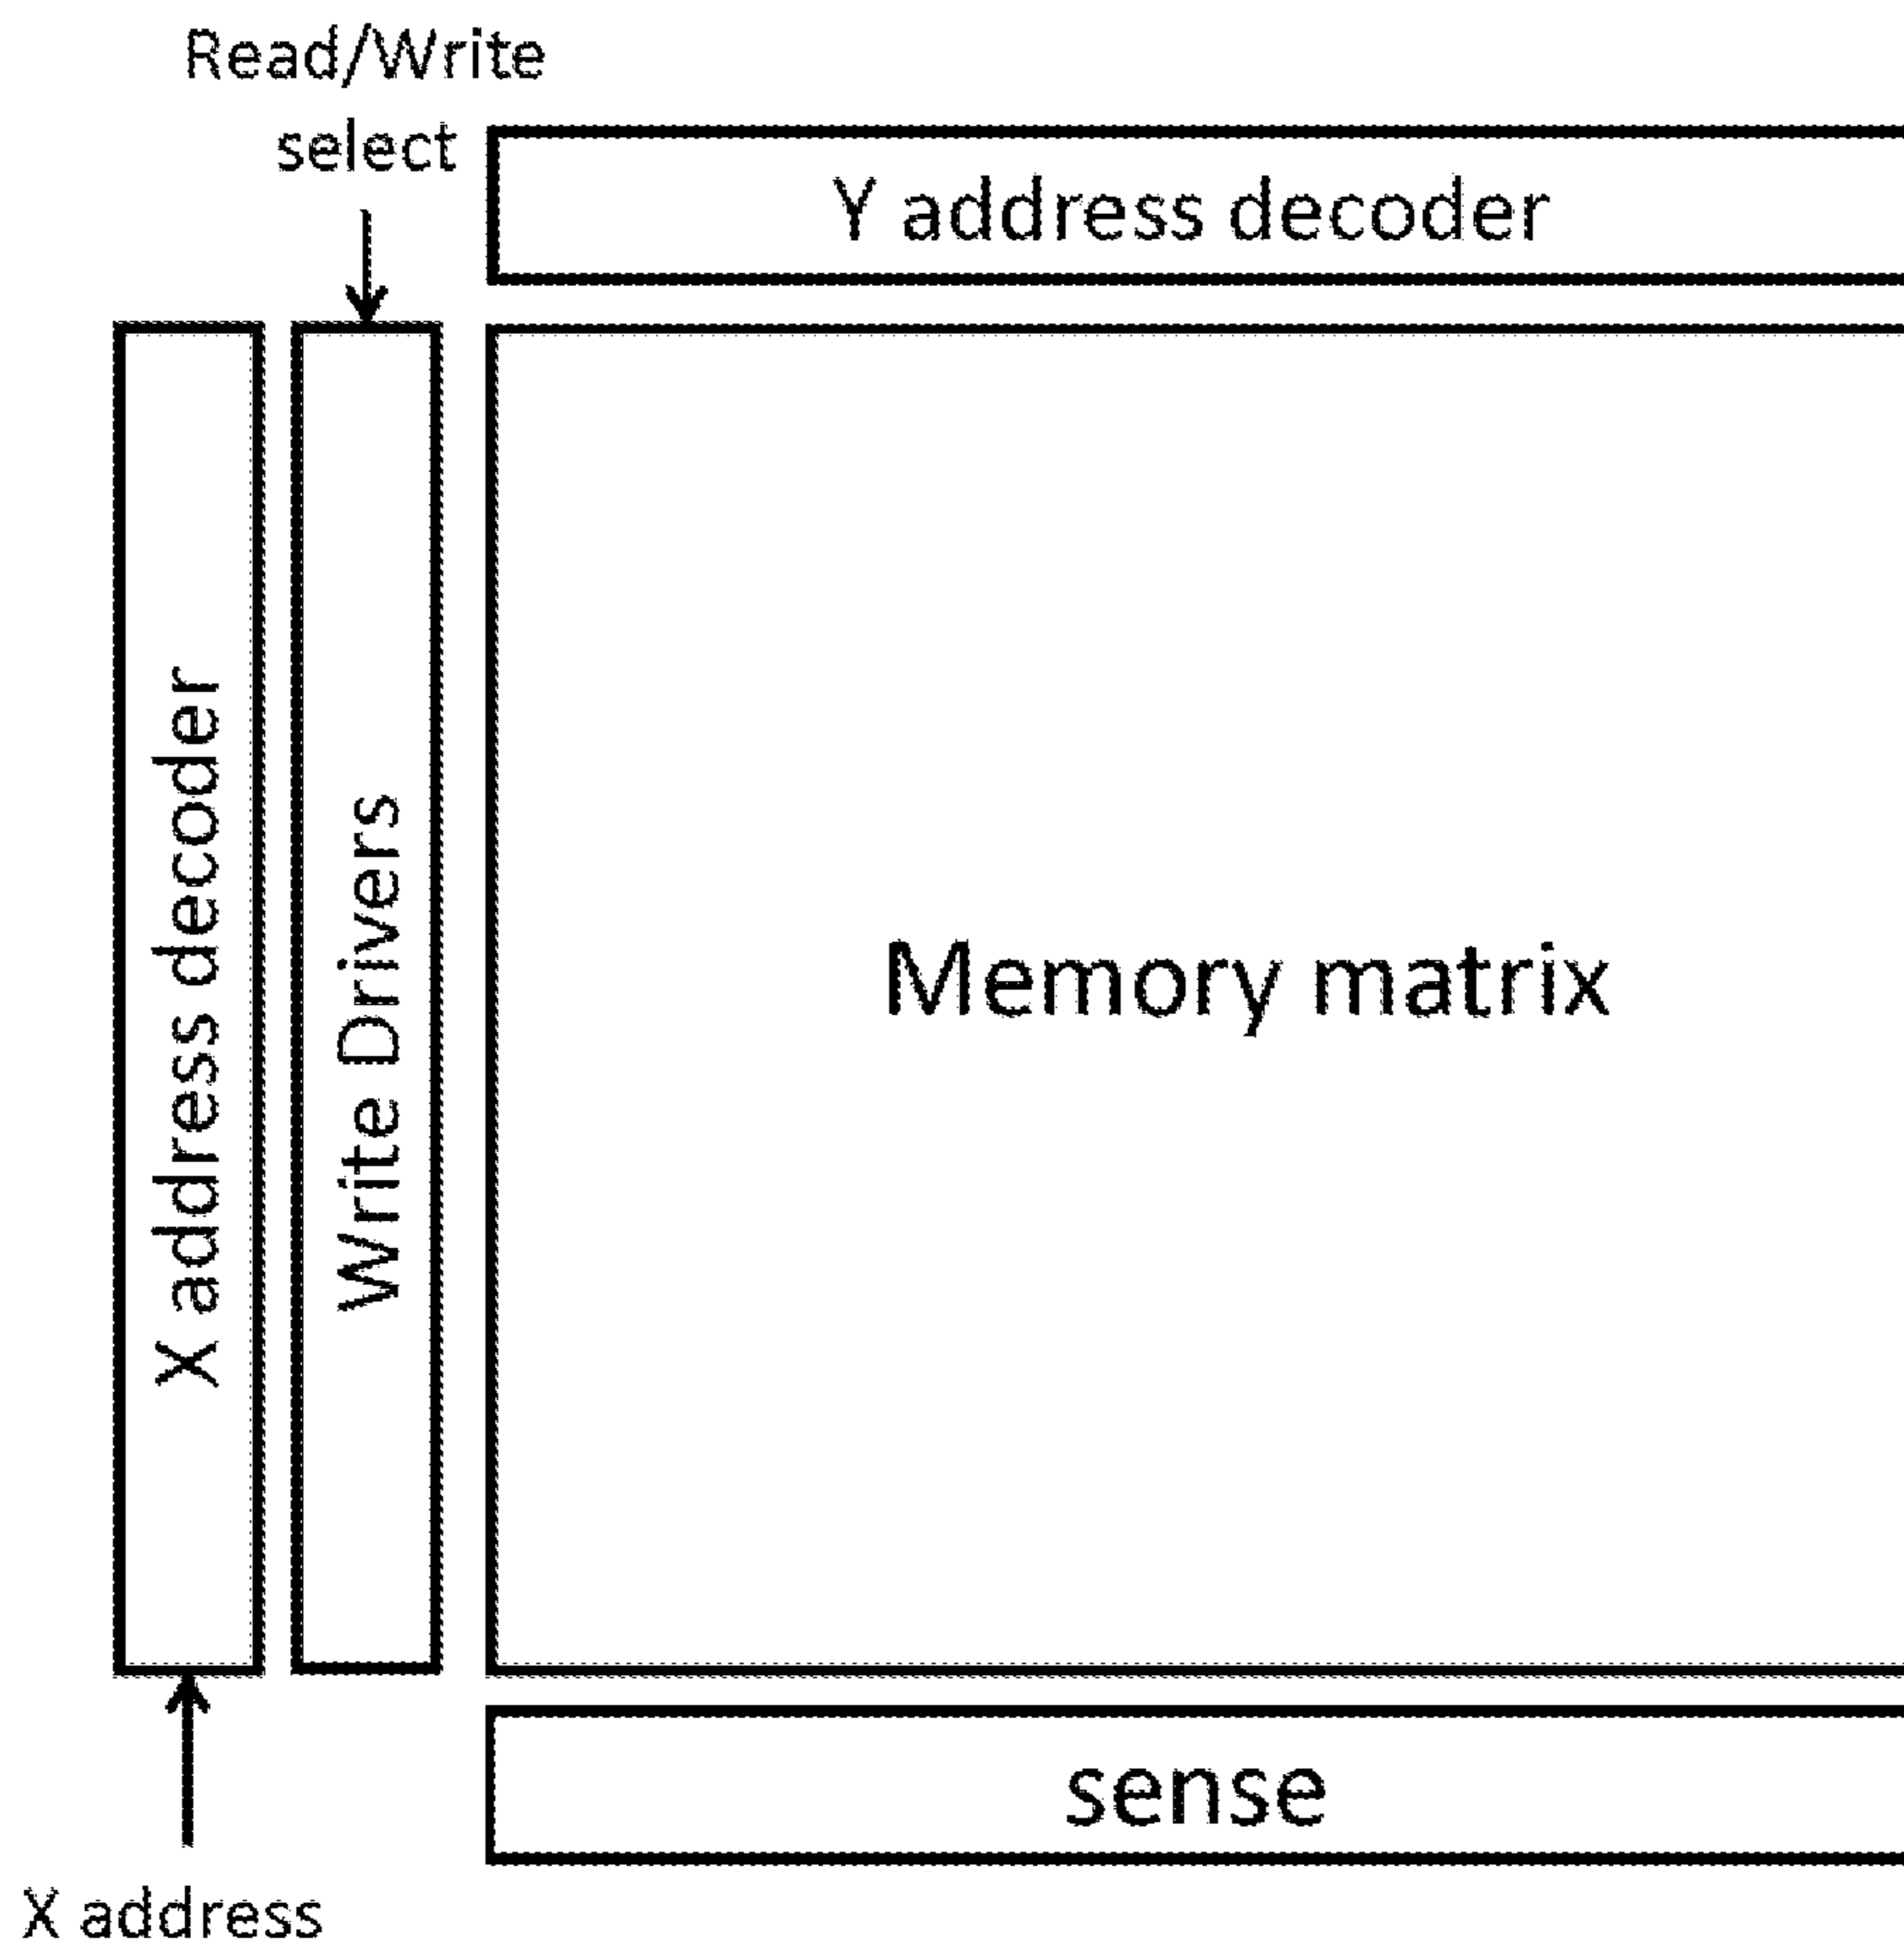 Read/Write
select
Y address decoder
X address decoder
Write Drivers
Memory matrix
sense
X address